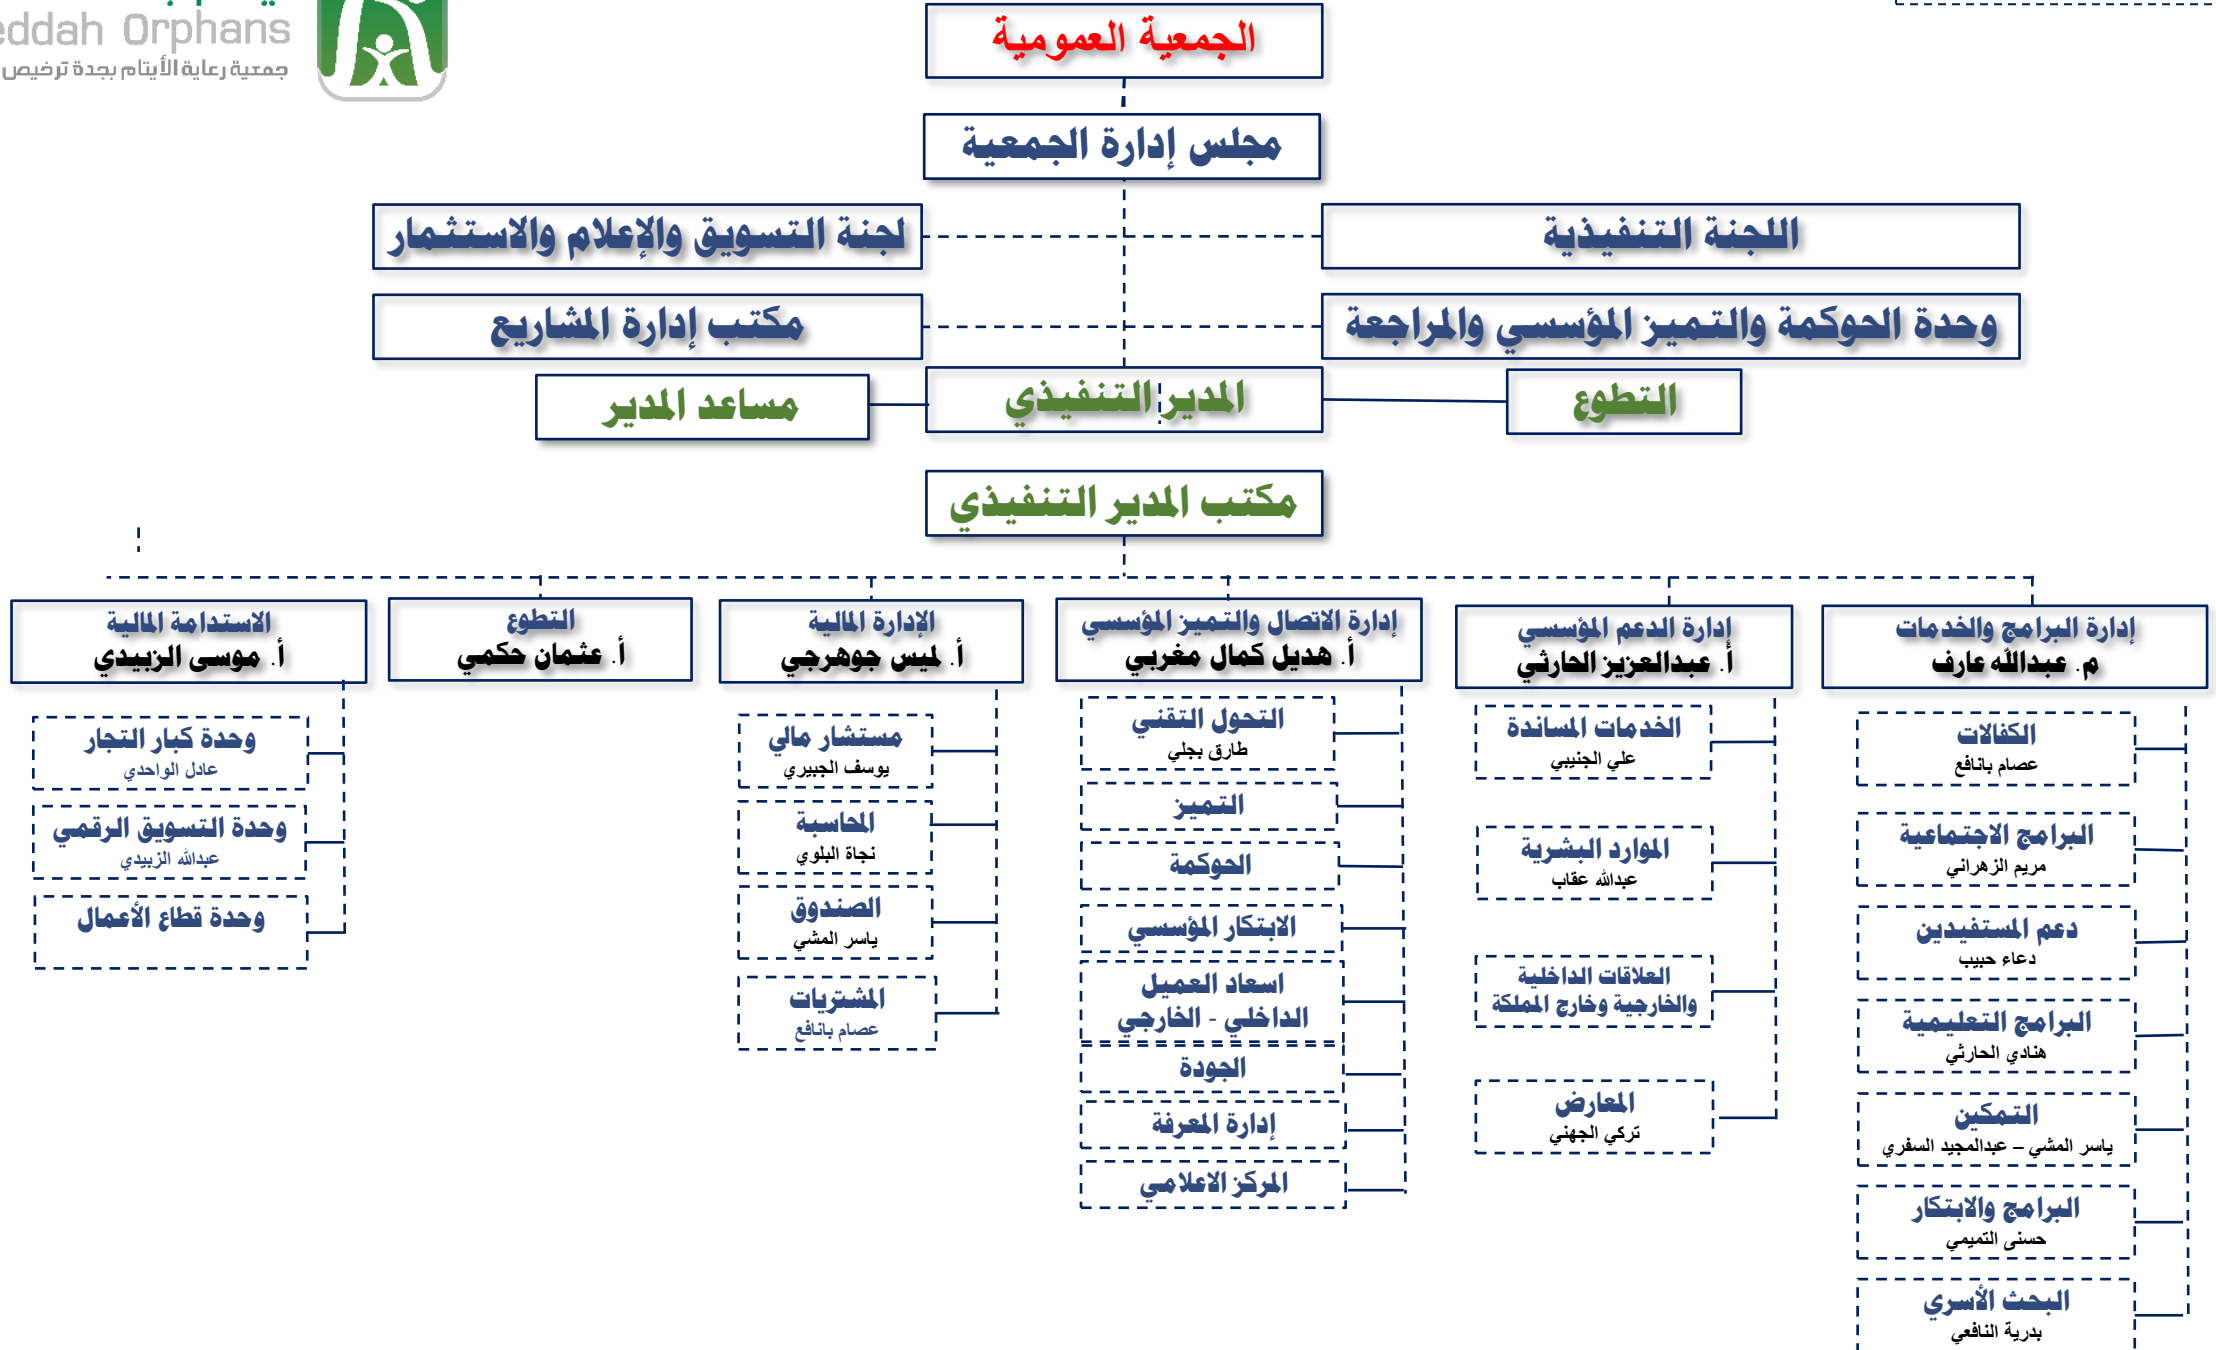 eddah Orphans
جمعية رعاية الأيتام بجدة ترخيص
الجمعية العمومية
مجلس إدارة الجمعية
اللجنة التنفيذية
لجنة التسويق والإعلام والاستثمار
وحدة الحوكمة والتميز المؤسسي والمراجعة
مكتب إدارة المشاريع
التطوع
المدير التنفيذي
مساعد المدير
مكتب المدير التنفيذي
إدارة البرامج والخدمات
م. عبدالله عارف
الكفالات
عصام بانافع
البرامج الاجتماعية
مريم الزهراني
دعم المستفيدين
دعاء حبيب
البرامج التعليمية
هنادي الحارثي
التمكين
ياسر المشي – عبدالمجيد السفري
البرامج والابتكار
حسنى التميمي
البحث الأسري
بدرية النافعي
إدارة الدعم المؤسسي
أ. عبدالعزيز الحارثي
الخدمات المساندة
علي الجنيبي
الموارد البشرية
عبدالله عقاب
العلاقات الداخلية
والخارجية وخارج المملكة
المعارض
تركي الجهني
إدارة الاتصال والتميز المؤسسي
أ. هديل كمال مغربي
التحول التقني
طارق بجلي
التميز
الحوكمة
الابتكار المؤسسي
اسعاد العميل
الداخلي - الخارجي
الجودة
إدارة المعرفة
المركز الاعلامي
الإدارة المالية
أ. لميس جوهرجي
مستشار مالي
يوسف الجبيري
المحاسبة
نجاة البلوي
الصندوق
ياسر المشي
المشتريات
عصام بانافع
التطوع
أ. عثمان حكمي
الاستدامة المالية
أ. موسى الزبيدي
وحدة كبار التجار
عادل الواحدي
وحدة التسويق الرقمي
عبدالله الزبيدي
وحدة قطاع الأعمال